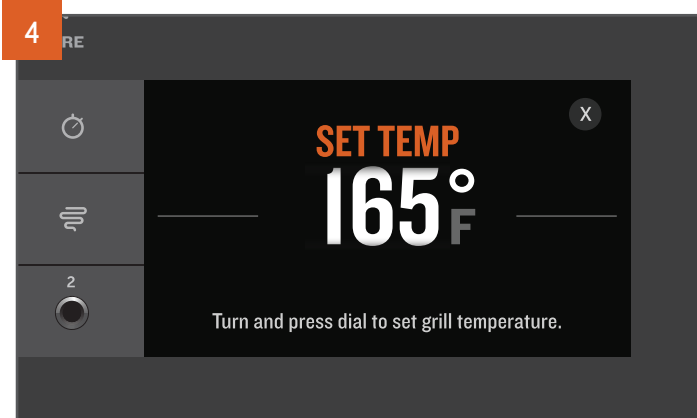 4
RE
X
SET TEMP
165°F
2
Turn and press dial to set grill temperature.